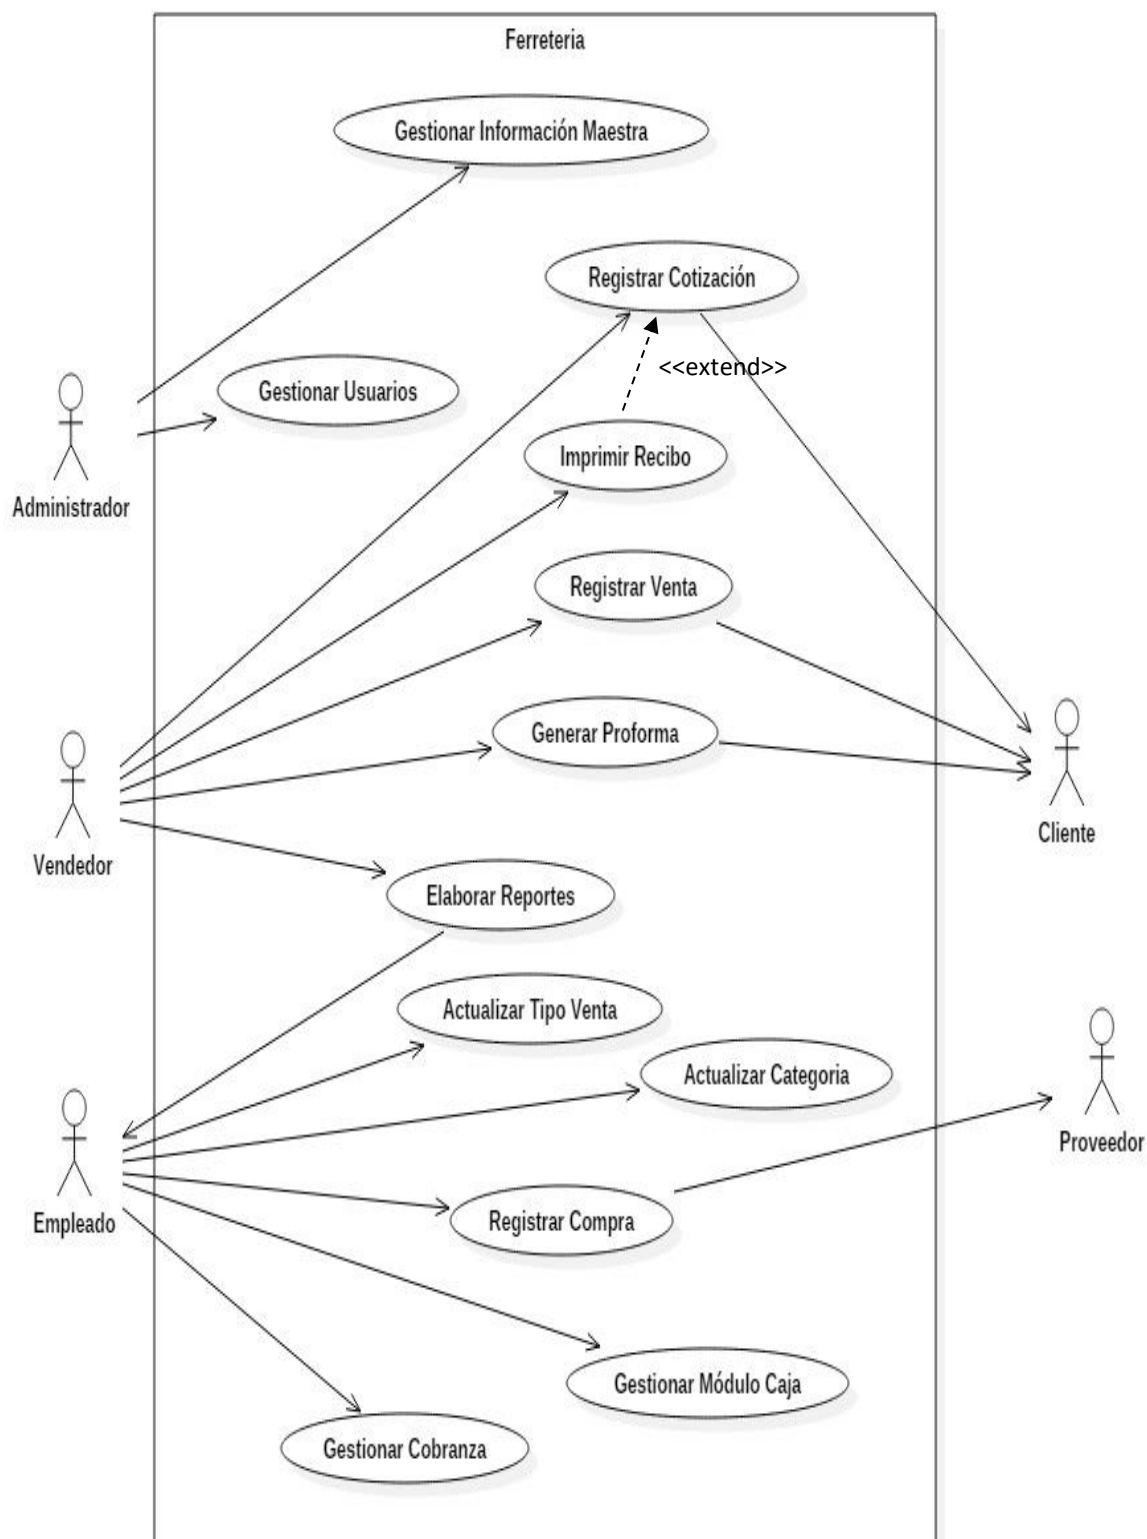 Ferreteria
Gestionar Información Maestra
Registrar Cotización
<<extend>>
Gestionar Usuarios
Administrador
Imprimir Recibo
Registrar Venta
Generar Proforma
Vendedor
Cliente
Elaborar Reportes
Actualizar Tipo Venta
Actualizar Categoria
Proveedor
Empleado
Registrar Compra
Gestionar Módulo Caja
Gestionar Cobranza